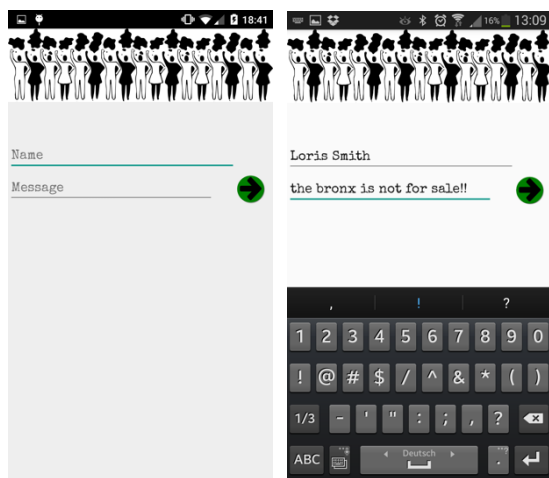 18:41
Name
Message
16% 13:09
Loris Smith
the bronx is not for sale!!
, ! ?
1 2 3 4 5 6 7 8 9 0
! @ # $ / ^ & * ( )
1/3 - ' " : ; , ?
ABC Deutsch .